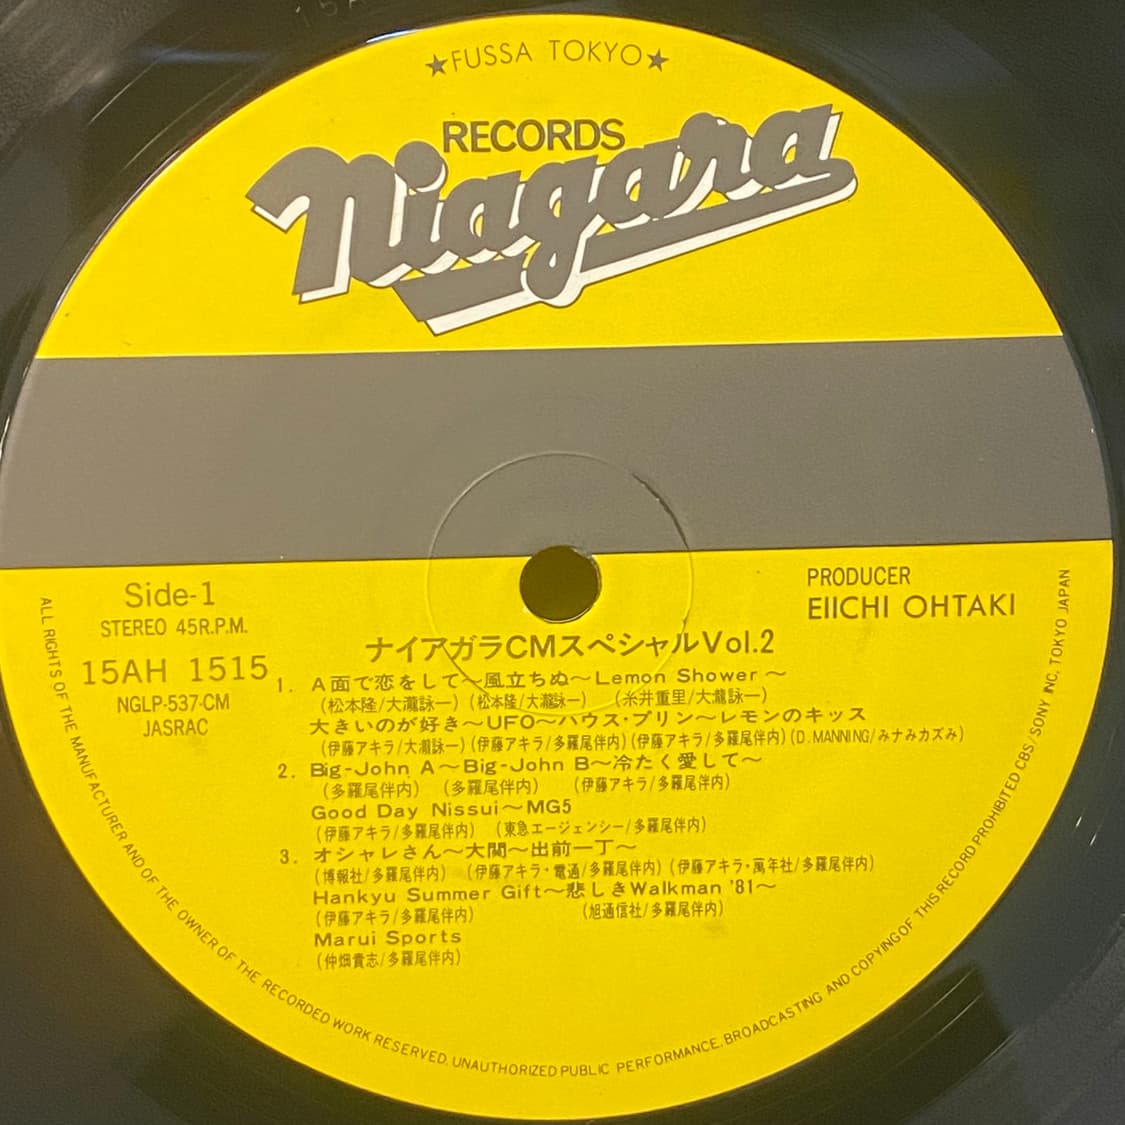 ★FUSSA TOKYO★
RECORDS
Niagara
Side-1
STEREO 45R.P.M.
15AH 1515
NGLP-537-CM
JASRAC
PRODUCER
EIICHI OHTAKI
ナイアガラCMスペシャルVol.2
1. A面で恋をして〜風立ちぬ〜Lemon Shower〜
(松本隆/大瀧詠一)(松本隆/大瀧詠一) (糸井重里/大瀧詠一)
大きいのが好き〜UFO〜ハウス・プリン〜レモンのキッス
(伊藤アキラ/大瀧詠一)(伊藤アキラ/多羅尾伴内)(伊藤アキラ/多羅尾伴内)(D.MANNING/みナみカズみ)
2. Big-John A〜Big-John B〜冷たく愛して〜
(多羅尾伴内) (多羅尾伴内) (伊藤アキラ/多羅尾伴内)
Good Day Nissui〜MG5
(伊藤アキラ/多羅尾伴内) (東急エージェンシー/多羅尾伴内)
3. オシャレさん〜大関〜出前一丁〜
(博報社/多羅尾伴内) (伊藤アキラ・電通/多羅尾伴内)(伊藤アキラ・萬年社/多羅尾伴内)
Hankyu Summer Gift〜悲しきWalkman '81〜
(伊藤アキラ/多羅尾伴内) (旭通信社/多羅尾伴内)
Marui Sports
(仲畑貴志/多羅尾伴内)
ALL RIGHTS OF THE MANUFACTURER AND OF THE OWNER OF THE RECORDED WORK RESERVED. UNAUTHORIZED PUBLIC PERFORMANCE, BROADCASTING AND COPYING OF THIS RECORD PROHIBITED CBS/SONY INC. TOKYO JAPAN